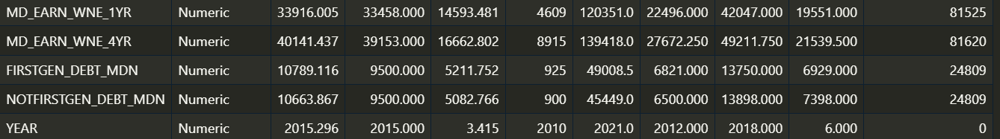 MD_EARN_WNE_1YR Numeric 33916.005 33458.000 14593.481 4609 120351.0 22496.000 42047.000 19551.000 81525
MD_EARN_WNE_4YR Numeric 40141.437 39153.000 16662.802 8915 139418.0 27672.250 49211.750 21539.500 81620
FIRSTGEN_DEBT_MDN Numeric 10789.116 9500.000 5211.752 925 49008.5 6821.000 13750.000 6929.000 24809
NOTFIRSTGEN_DEBT_MDN Numeric 10663.867 9500.000 5082.766 900 45449.0 6500.000 13898.000 7398.000 24809
YEAR Numeric 2015.296 2015.000 3.415 2010 2021.0 2012.000 2018.000 6.000 0